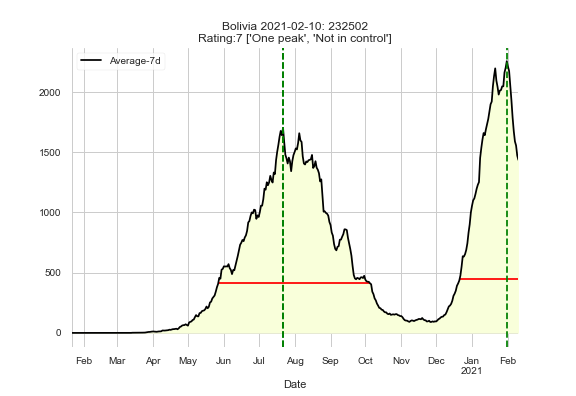 Bolivia 2021-02-10: 232502
Rating:7 ['One peak', 'Not in control']
Average-7d
2000
1500
1000
500
0
Feb Mar Apr May Jun Jul Aug Sep Oct Nov Dec Jan Feb
2021
Date